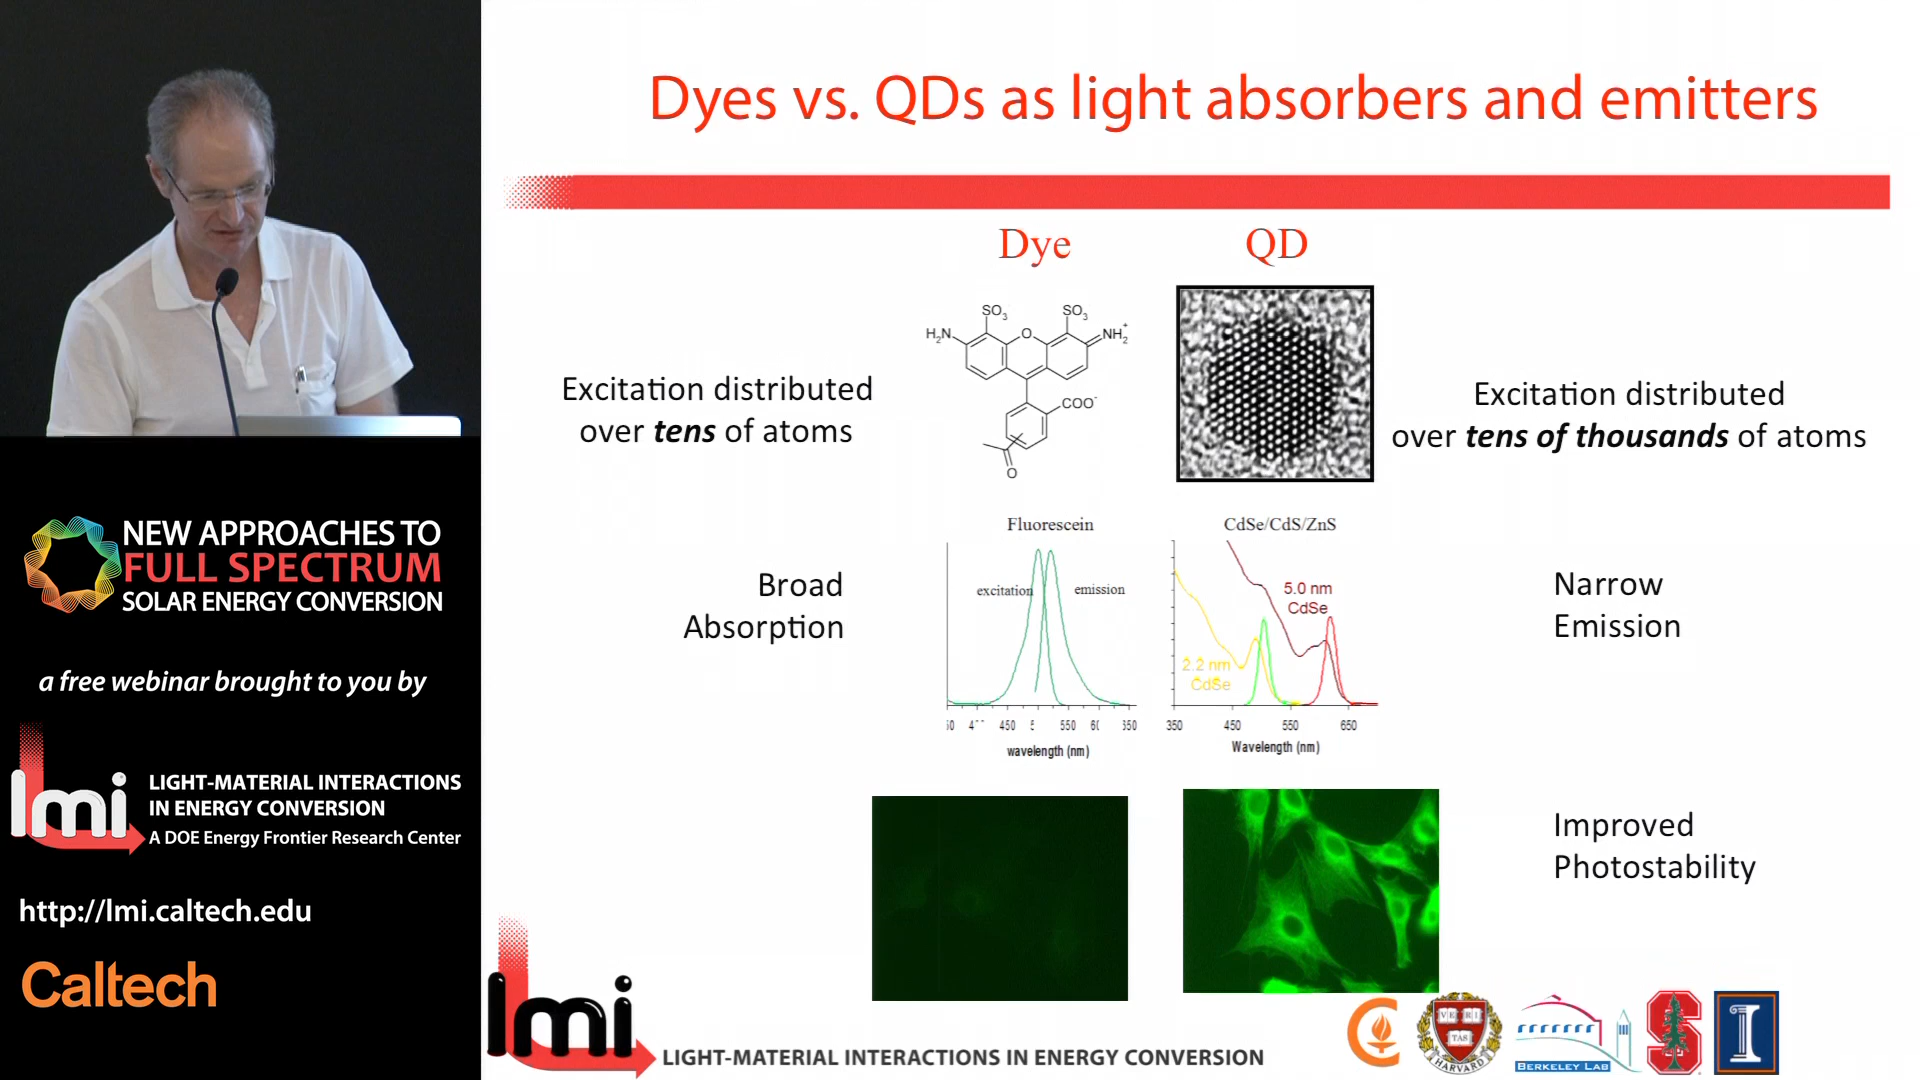 Dyes vs. QDs as light absorbers and emitters
Dye
QD
SO3
SO3
H2N
O
NH2+
COO-
O
Excitation distributed
over tens of atoms
Excitation distributed
over tens of thousands of atoms
Fluorescein
CdSe/CdS/ZnS
Broad
Absorption
excitation
emission
5.0 nm
CdSe
2.2 nm
CdSe
Narrow
Emission
450
550
350
450
550
650
wavelength (nm)
Wavelength (nm)
Improved
Photostability
NEW APPROACHES TO
FULL SPECTRUM
SOLAR ENERGY CONVERSION
a free webinar brought to you by
lmi
LIGHT-MATERIAL INTERACTIONS
IN ENERGY CONVERSION
A DOE Energy Frontier Research Center
http://lmi.caltech.edu
Caltech
lmi
LIGHT-MATERIAL INTERACTIONS IN ENERGY CONVERSION
VE RI
TAS
HARVARD
BERKELEY LAB
S
I